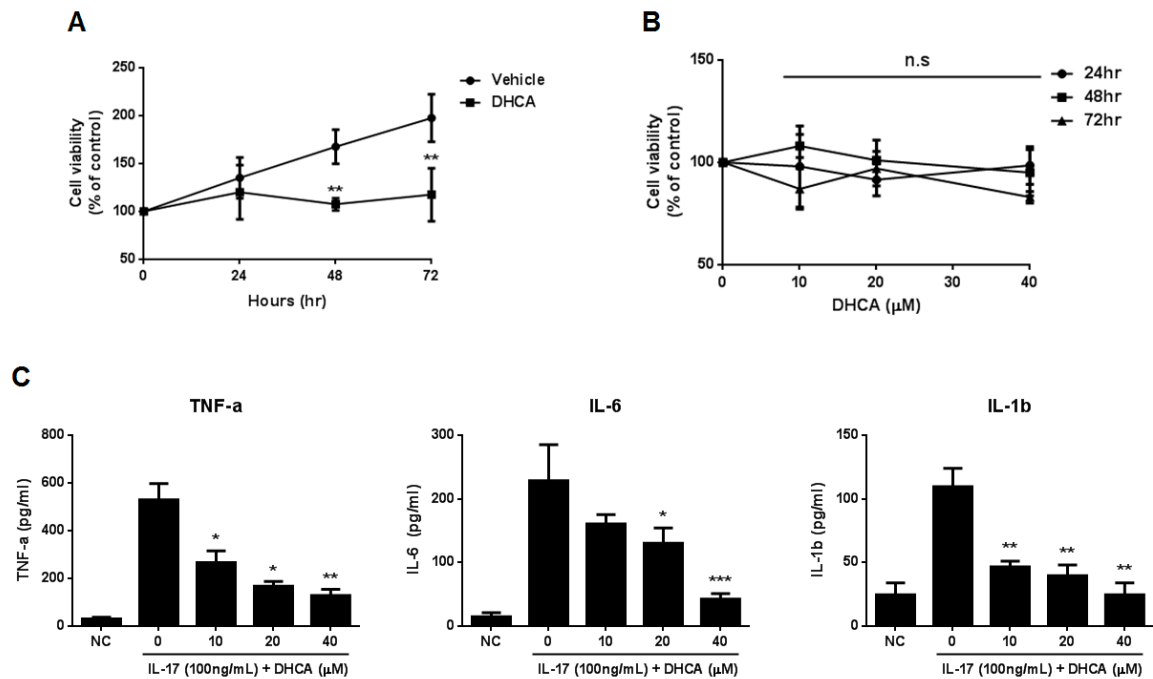 A
Cell viability
(% of control)
250
200
150
100
50
**
**
0
24
48
72
Hours (hr)
Vehicle
DHCA
B
Cell viability
(% of control)
150
100
50
n.s
0
10
20
30
40
DHCA (μM)
24hr
48hr
72hr
C
TNF-a
TNF-a (pg/ml)
800
600
400
200
0
*
*
**
NC
0
10
20
40
IL-17 (100ng/mL) + DHCA (μM)
IL-6
IL-6 (pg/ml)
300
200
100
0
*
***
NC
0
10
20
40
IL-17 (100ng/mL) + DHCA (μM)
IL-1b
IL-1b (pg/ml)
150
100
50
0
**
**
**
NC
0
10
20
40
IL-17 (100ng/mL) + DHCA (μM)